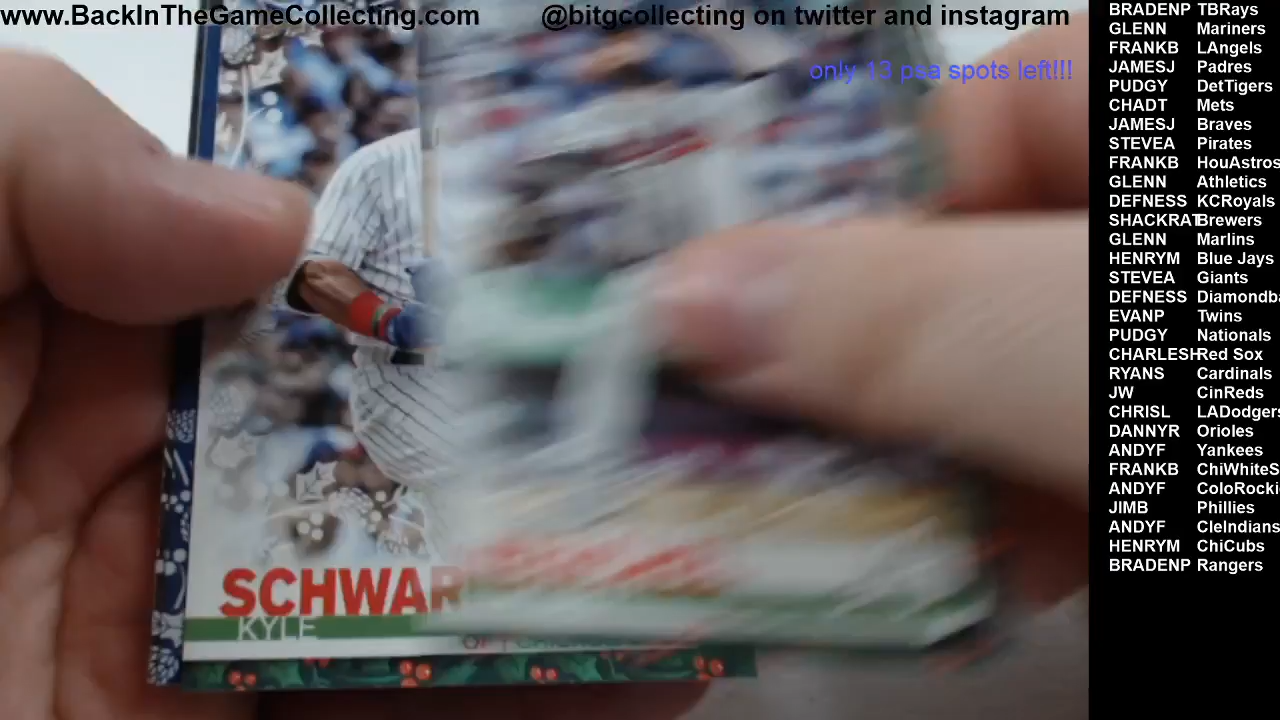 www.BackInTheGameCollecting.com
@bitgcollecting on twitter and instagram
only 13 psa spots left!!!
SCHWAR
KYLE
BRADENP TBRays
GLENN Mariners
FRANKB LAngels
JAMESJ Padres
PUDGY DetTigers
CHADT Mets
JAMESJ Braves
STEVEA Pirates
FRANKB HouAstros
GLENN Athletics
DEFNESS KCRoyals
SHACKRAT Brewers
GLENN Marlins
HENRYM Blue Jays
STEVEA Giants
DEFNESS Diamondba
EVANP Twins
PUDGY Nationals
CHARLESH Red Sox
RYANS Cardinals
JW CinReds
CHRISL LADodgers
DANNYR Orioles
ANDYF Yankees
FRANKB ChiWhiteS
ANDYF ColoRocki
JIMB Phillies
ANDYF CleIndians
HENRYM ChiCubs
BRADENP Rangers